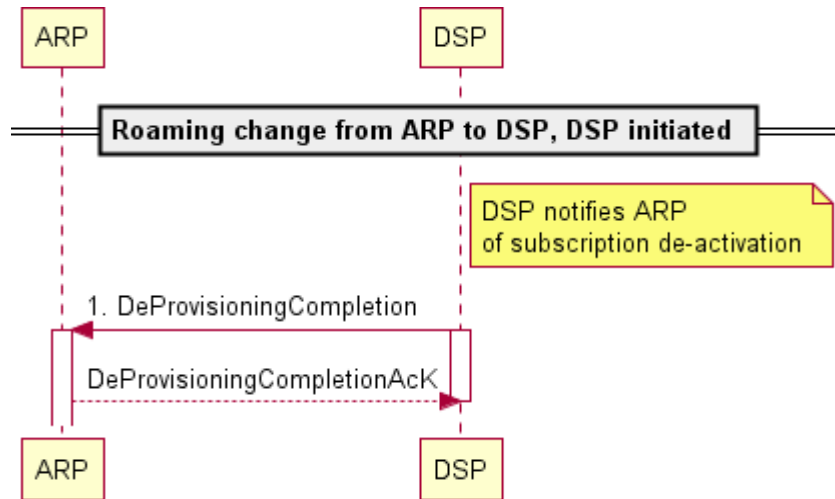 ARP
DSP
Roaming change from ARP to DSP, DSP initiated
DSP notifies ARP
of subscription de-activation
1. DeProvisioningCompletion
DeProvisioningCompletionAcK
ARP
DSP